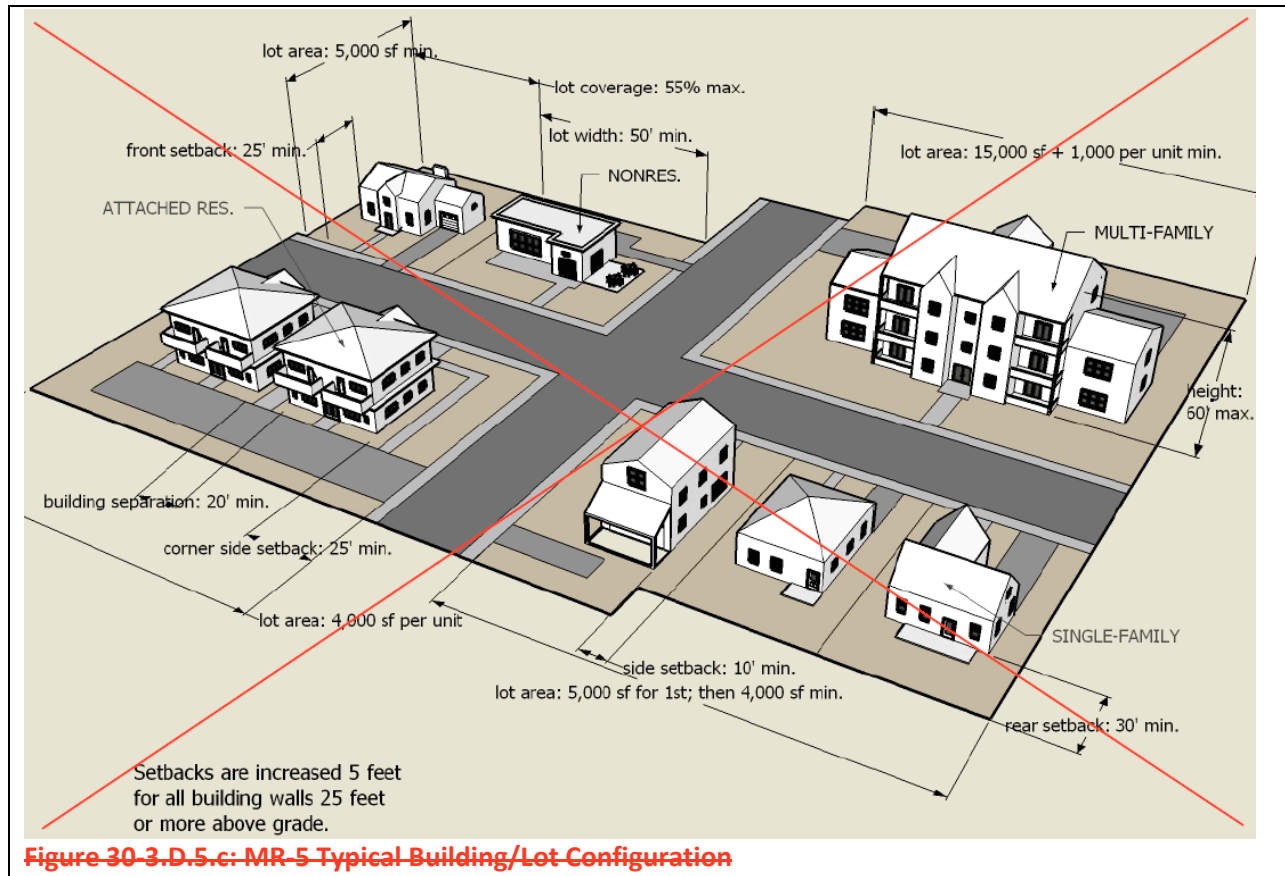 lot area: 5,000 sf min.
lot coverage: 55% max.
lot width: 50' min.
front setback: 25' min.
lot area: 15,000 sf + 1,000 per unit min.
NONRES.
ATTACHED RES.
MULTI-FAMILY
height:
60' max.
building separation: 20' min.
corner side setback: 25' min.
lot area: 4,000 sf per unit
SINGLE-FAMILY
side setback: 10' min.
lot area: 5,000 sf for 1st; then 4,000 sf min.
rear setback: 30' min.
Setbacks are increased 5 feet
for all building walls 25 feet
or more above grade.
Figure 30-3.D.5.c: MR-5 Typical Building/Lot Configuration